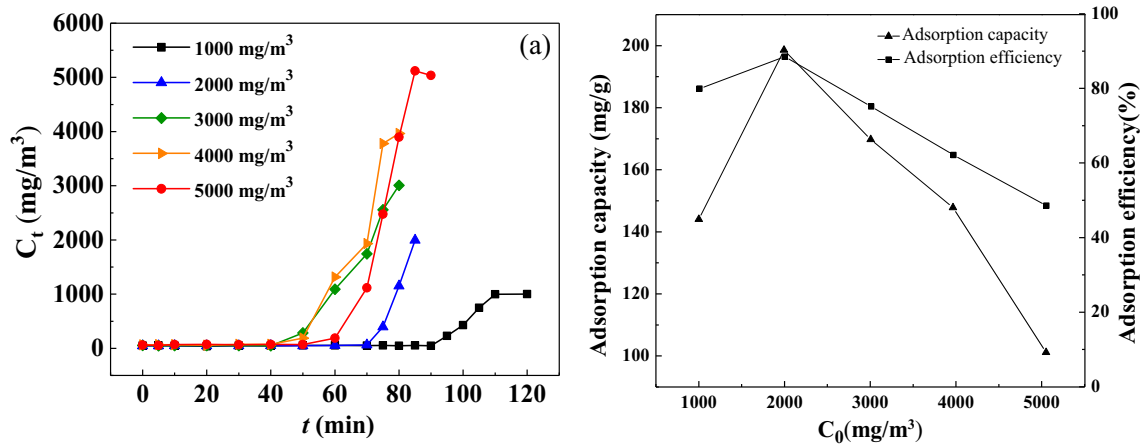 (a)
1000 mg/m³
2000 mg/m³
3000 mg/m³
4000 mg/m³
5000 mg/m³
6000
5000
4000
3000
2000
1000
0
Cₜ (mg/m³)
0 20 40 60 80 100 120
t (min)
Adsorption capacity
Adsorption efficiency
200
180
160
140
120
100
Adsorption capacity (mg/g)
100
80
60
40
20
0
Adsorption efficiency(%)
1000 2000 3000 4000 5000
C₀(mg/m³)